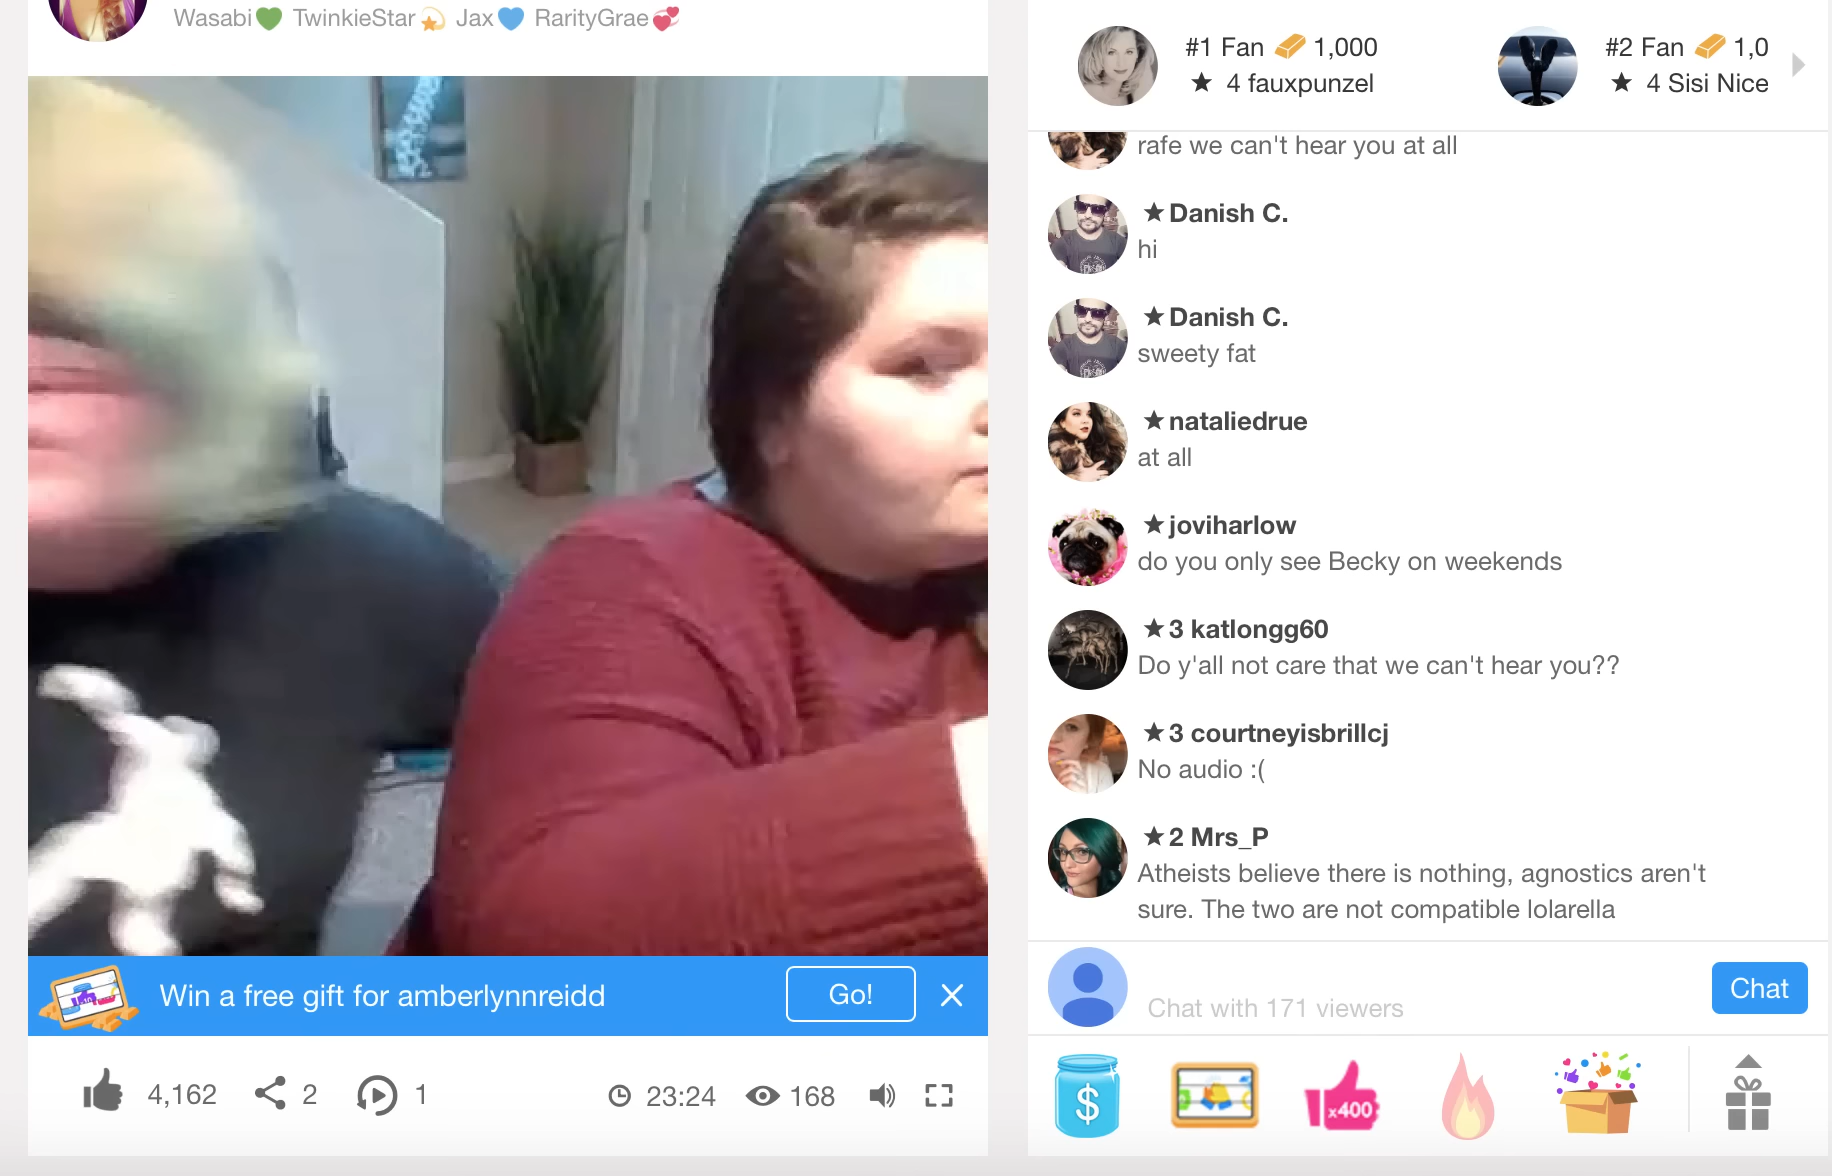 Wasabi💚 TwinkieStar💫 Jax💙 RarityGrae💞
#1 Fan 1,000
★ 4 fauxpunzel
#2 Fan 1,0
★ 4 Sisi Nice
rafe we can't hear you at all
★ Danish C.
hi
★ Danish C.
sweety fat
★ nataliedrue
at all
★ joviharlow
do you only see Becky on weekends
★ 3 katlongg60
Do y'all not care that we can't hear you??
★ 3 courtneyisbrillcj
No audio :(
★ 2 Mrs_P
Atheists believe there is nothing, agnostics aren't
sure. The two are not compatible lolarella
Win a free gift for amberlynnreidd
Go!
Chat with 171 viewers
Chat
4,162
2
1
23:24
168
$
x400